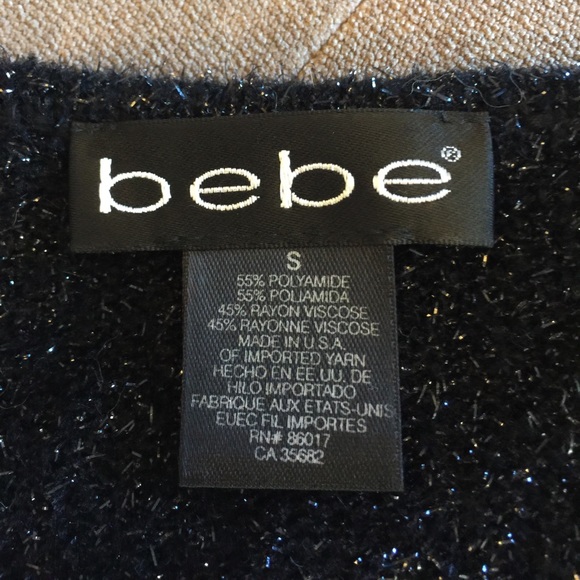 bebe®
S
55% POLYAMIDE
55% POLIAMIDA
45% RAYON VISCOSE
45% RAYONNE VISCOSE
MADE IN U.S.A
OF IMPORTED YARN
HECHO EN EE.UU. DE
HILO IMPORTADO
FABRIQUE AUX ETATS-UNIS
EUEC FIL IMPORTES
RN# 86017
CA 35682